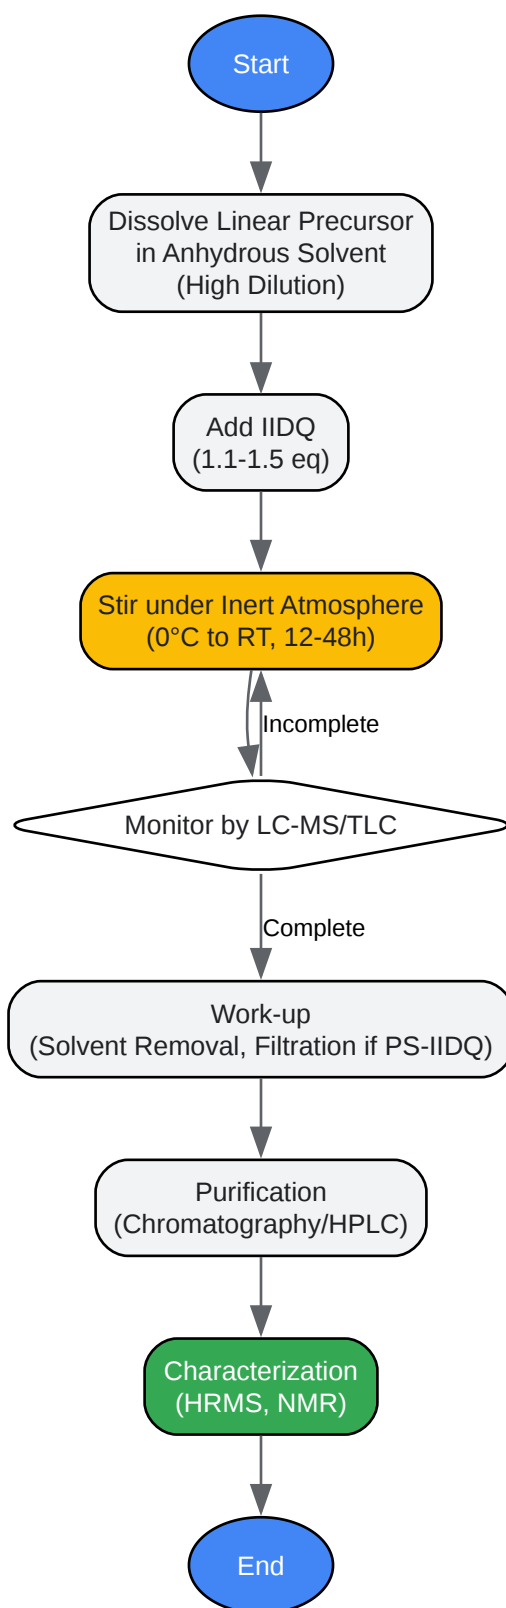 Start
Dissolve Linear Precursor
in Anhydrous Solvent
(High Dilution)
Add IIDQ
(1.1-1.5 eq)
Stir under Inert Atmosphere
(0°C to RT, 12-48h)
Incomplete
Monitor by LC-MS/TLC
Complete
Work-up
(Solvent Removal, Filtration if PS-IIDQ)
Purification
(Chromatography/HPLC)
Characterization
(HRMS, NMR)
End